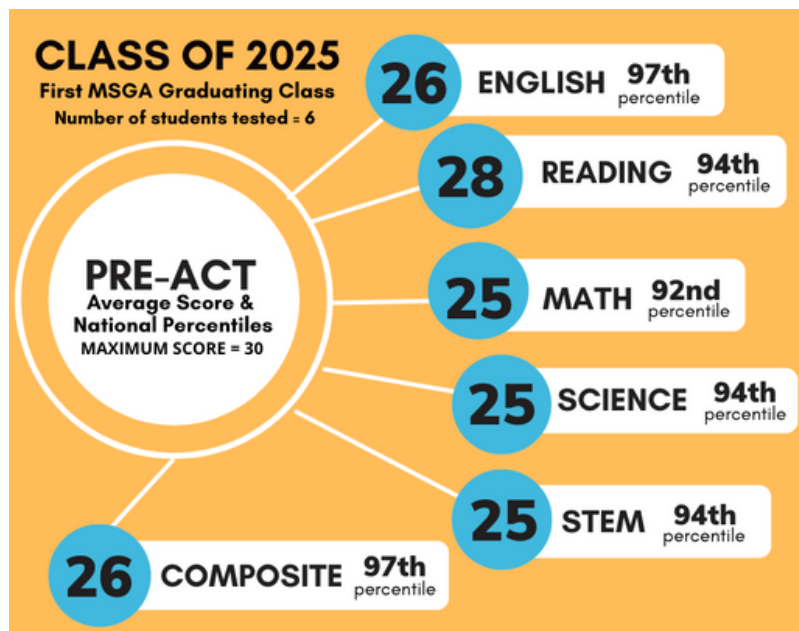 CLASS OF 2025
First MSGA Graduating Class
Number of students tested = 6
26 ENGLISH 97th
percentile
28 READING 94th
percentile
PRE-ACT
Average Score &
National Percentiles
MAXIMUM SCORE = 30
25 MATH 92nd
percentile
25 SCIENCE 94th
percentile
25 STEM 94th
percentile
26 COMPOSITE 97th
percentile